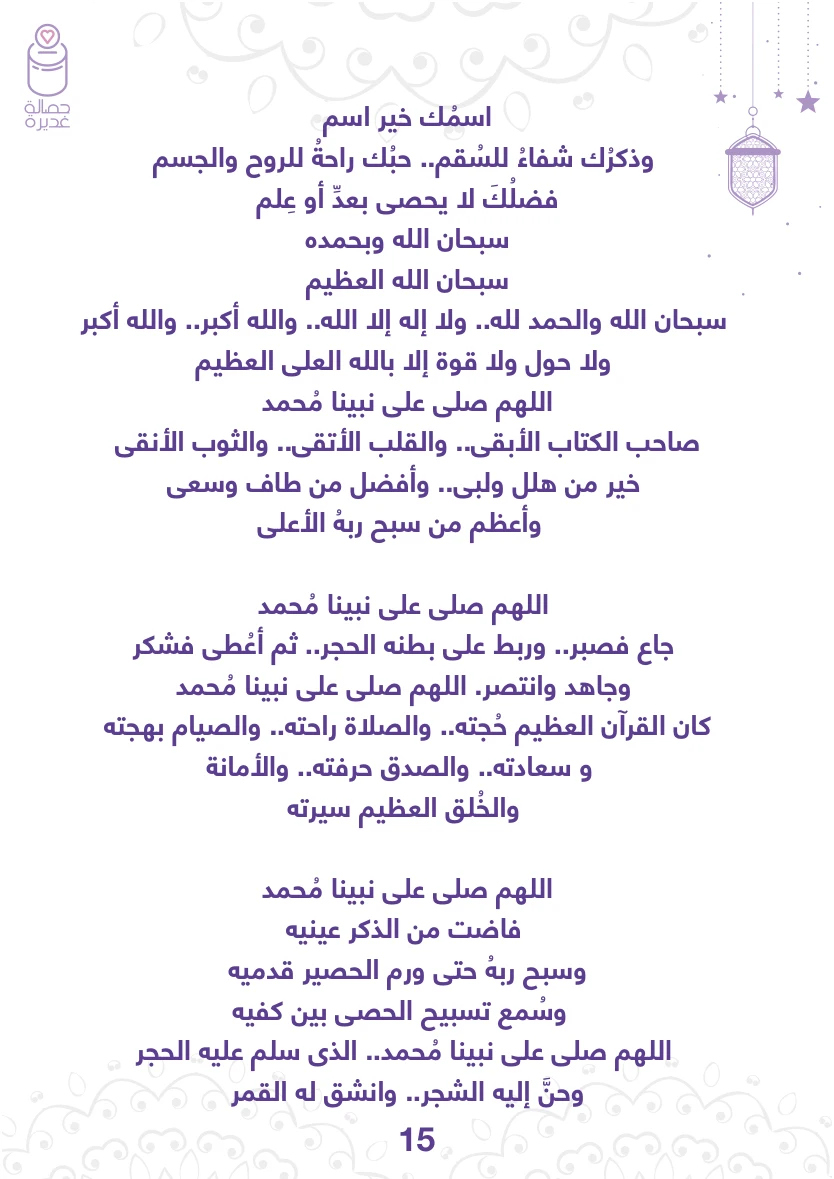 حصالة
غديرة
اسمُك خير اسم
وذكرُك شفاءُ للسُقم.. حبُك راحةُ للروح والجسم
فضلُكَ لا يحصى بعدِّ أو عِلم
سبحان الله وبحمده
سبحان الله العظيم
سبحان الله والحمد لله.. ولا إله إلا الله.. والله أكبر.. والله أكبر
ولا حول ولا قوة إلا بالله العلى العظيم
اللهم صلى على نبينا مُحمد
صاحب الكتاب الأبقى.. والقلب الأتقى.. والثوب الأنقى
خير من هلل ولبى.. وأفضل من طاف وسعى
وأعظم من سبح ربهُ الأعلى
اللهم صلى على نبينا مُحمد
جاع فصبر.. وربط على بطنه الحجر.. ثم أعُطى فشكر
وجاهد وانتصر. اللهم صلى على نبينا مُحمد
كان القرآن العظيم حُجته.. والصلاة راحته.. والصيام بهجته
و سعادته.. والصدق حرفته.. والأمانة
والخُلق العظيم سيرته
اللهم صلى على نبينا مُحمد
فاضت من الذكر عينيه
وسبح ربهُ حتى ورم الحصير قدميه
وسُمع تسبيح الحصى بين كفيه
اللهم صلى على نبينا مُحمد.. الذى سلم عليه الحجر
وحنَّ إليه الشجر.. وانشق له القمر
15